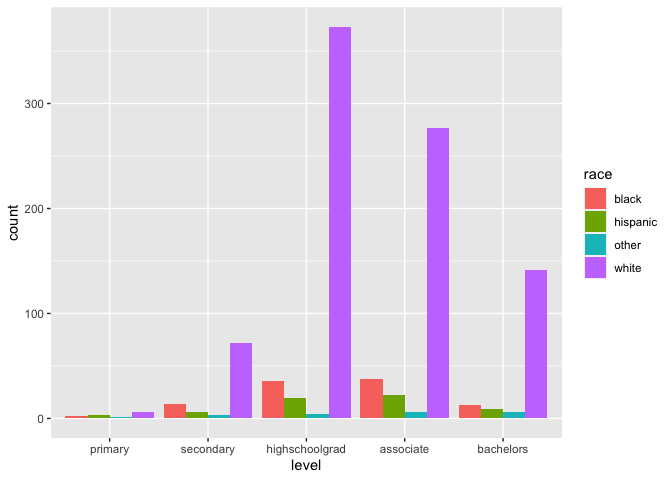 300
200
100
0
count
primary secondary highschoolgrad associate bachelors
level
race
black
hispanic
other
white